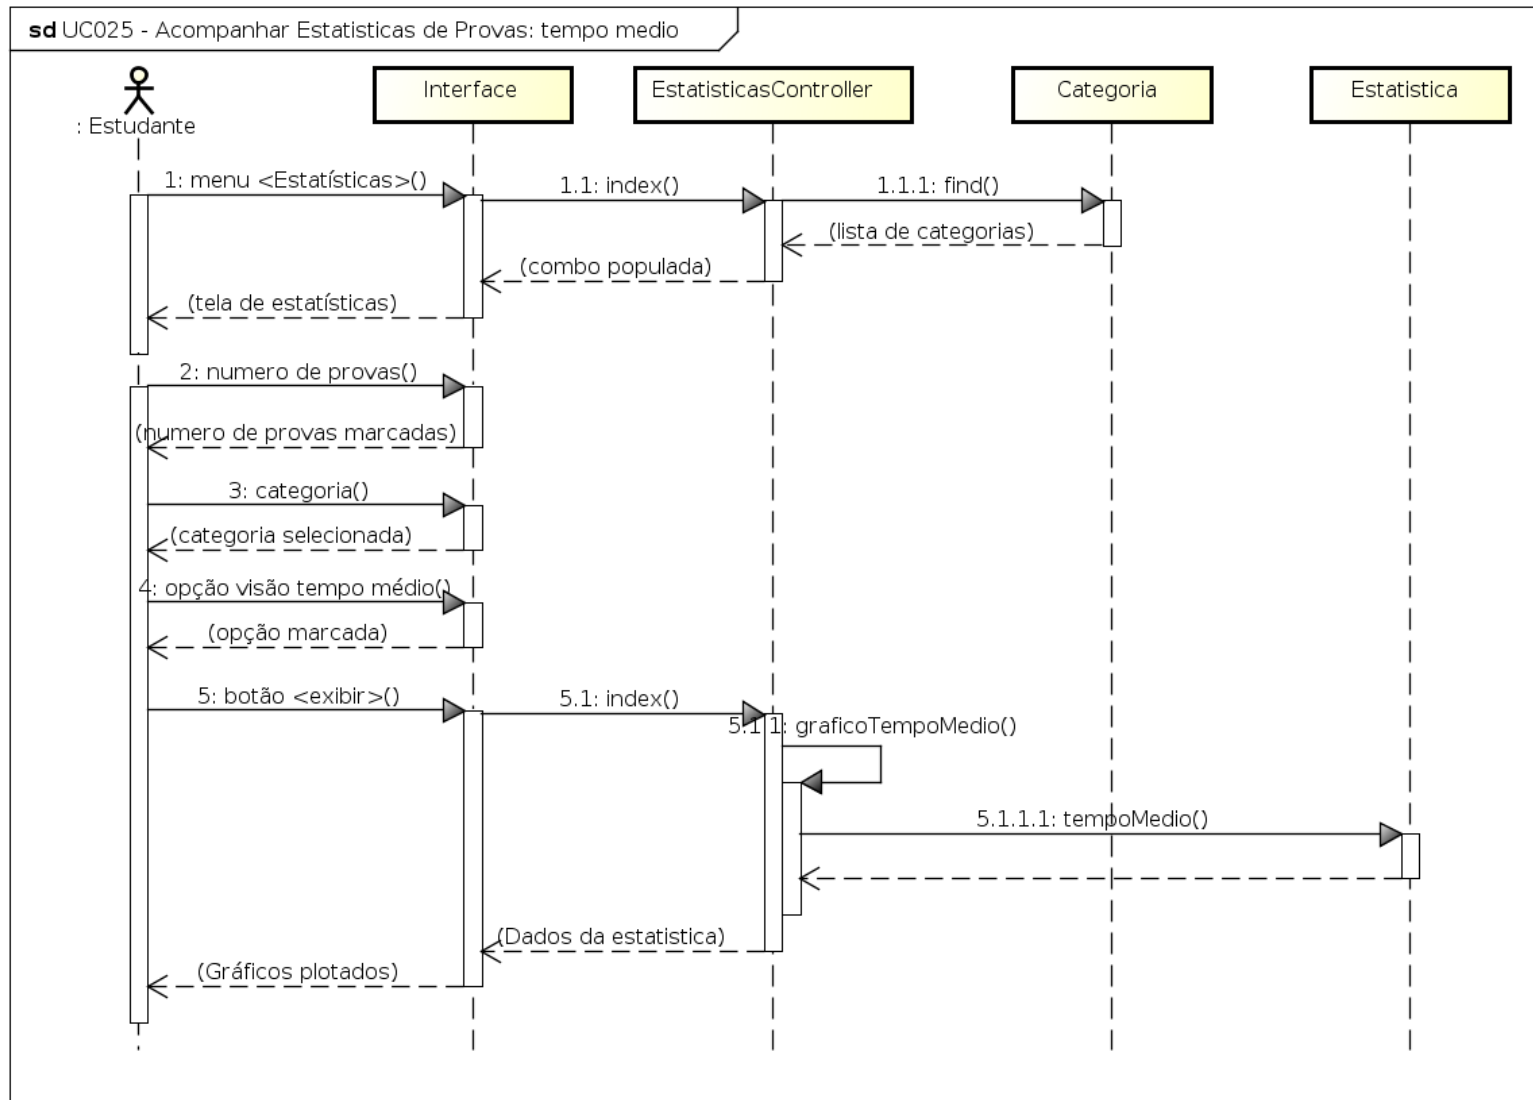 sd UC025 - Acompanhar Estatisticas de Provas: tempo medio
: Estudante
Interface
EstatisticasController
Categoria
Estatistica
1: menu <Estatísticas>()
1.1: index()
1.1.1: find()
(lista de categorias)
(combo populada)
(tela de estatísticas)
2: numero de provas()
(numero de provas marcadas)
3: categoria()
(categoria selecionada)
4: opção visão tempo médio()
(opção marcada)
5: botão <exibir>()
5.1: index()
5.1.1: graficoTempoMedio()
5.1.1.1: tempoMedio()
(Dados da estatistica)
(Gráficos plotados)